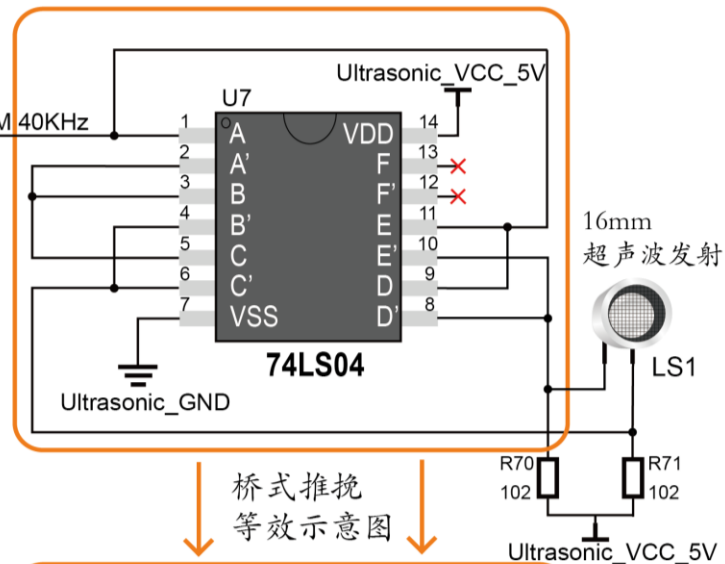 Ultrasonic_VCC_5V
U7
M 40KHz
1 A VDD 14
2 A' F 13
3 B F' 12
4 B' E 11
5 C E' 10
6 C' D 9
7 VSS D' 8
74LS04
Ultrasonic_GND
16mm
超声波发射
LS1
桥式推挽
等效示意图
R70
102
R71
102
Ultrasonic_VCC_5V